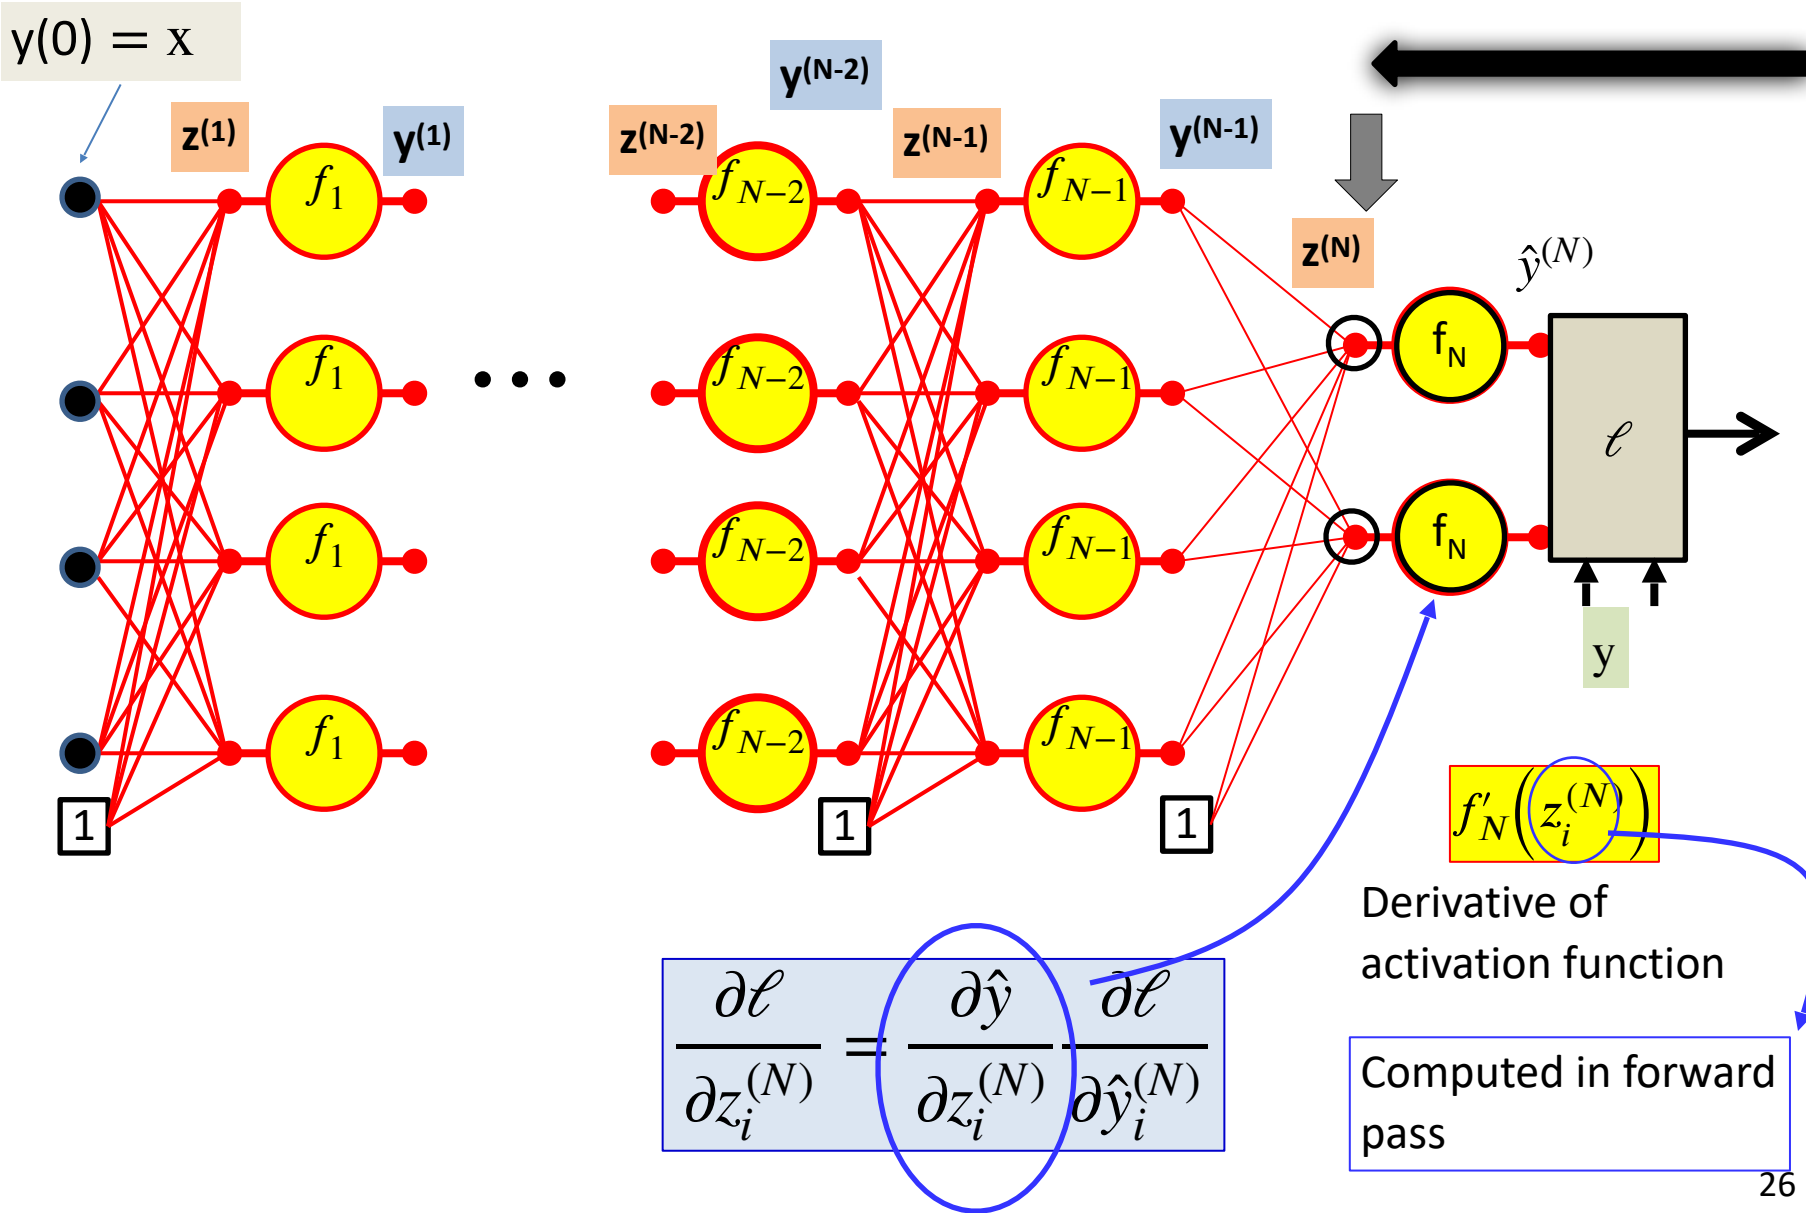 y(0) = x
y(N-2)
z(1)
y(1)
z(N-2)
z(N-1)
y(N-1)
z(N)
ŷ(N)
f1 fN−2 fN−1
fN
f1 fN−2 fN−1
• • •
ℓ
f1 fN−2 fN−1
fN
y
f1 fN−2 fN−1
1 1 1
f′N(zi(N))
Derivative of
activation function
∂ℓ/∂zi(N) = ∂ŷ/∂zi(N) ∂ℓ/∂ŷi(N)
Computed in forward
pass
26